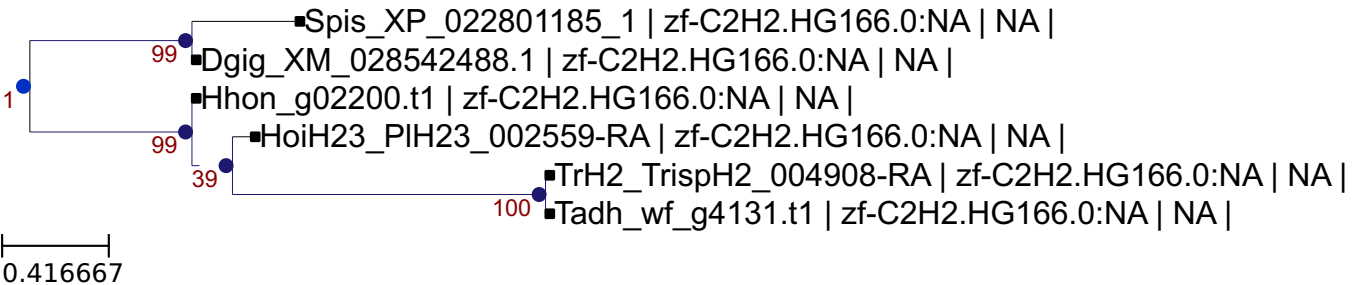 Spis_XP_022801185_1 | zf-C2H2.HG166.0:NA | NA |
99
Dgig_XM_028542488.1 | zf-C2H2.HG166.0:NA | NA |
1
Hhon_g02200.t1 | zf-C2H2.HG166.0:NA | NA |
99
HoiH23_PlH23_002559-RA | zf-C2H2.HG166.0:NA | NA |
39
TrH2_TrispH2_004908-RA | zf-C2H2.HG166.0:NA | NA |
100
Tadh_wf_g4131.t1 | zf-C2H2.HG166.0:NA | NA |
0.416667